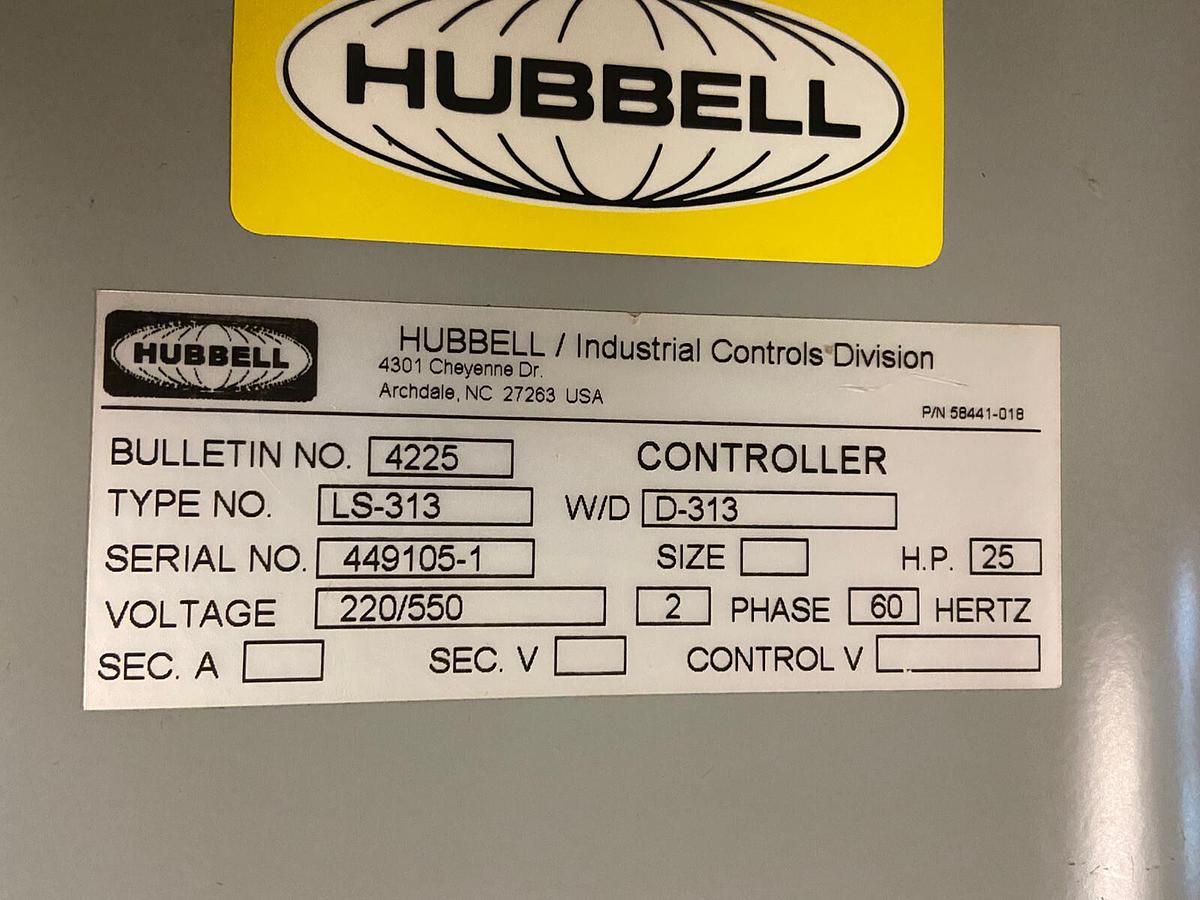 HUBBELL
HUBBELL
HUBBELL / Industrial Controls Division
4301 Cheyenne Dr.
Archdale, NC 27263 USA
P/N 58441-018
BULLETIN NO. 4225 CONTROLLER
TYPE NO. LS-313 W/D D-313
SERIAL NO. 449105-1 SIZE H.P. 25
VOLTAGE 220/550 2 PHASE 60 HERTZ
SEC. A SEC. V CONTROL V